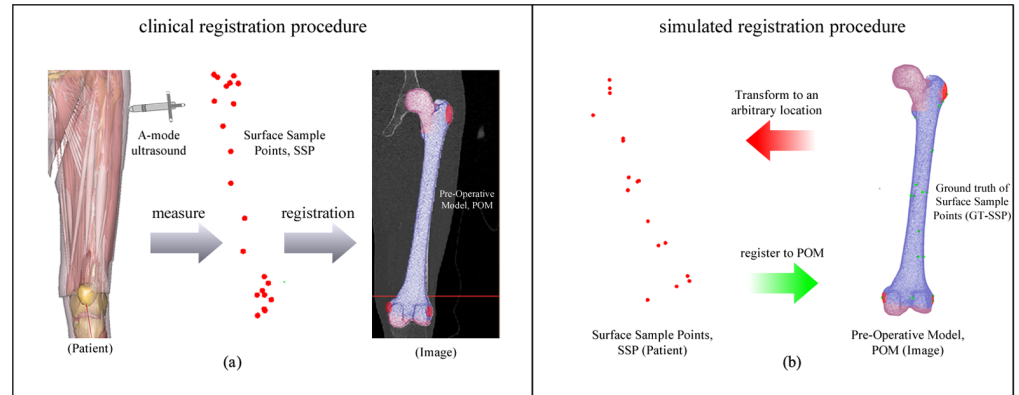 clinical registration procedure
A-mode
ultrasound
Surface Sample
Points, SSP
measure
registration
Pre-Operative
Model, POM
(Patient)
(a)
(Image)
simulated registration procedure
Transform to an
arbitrary location
Ground truth of
Surface Sample
Points (GT-SSP)
register to POM
Surface Sample Points,
SSP (Patient)
Pre-Operative Model,
POM (Image)
(b)